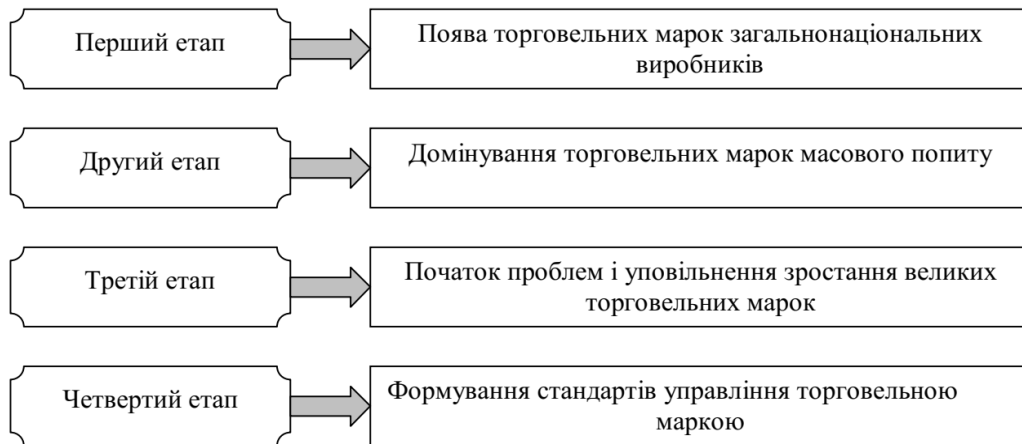 Перший етап
Поява торговельних марок загальнонаціональних
виробників
Другий етап
Домінування торговельних марок масового попиту
Третій етап
Початок проблем і уповільнення зростання великих
торговельних марок
Четвертий етап
Формування стандартів управління торговельною
маркою